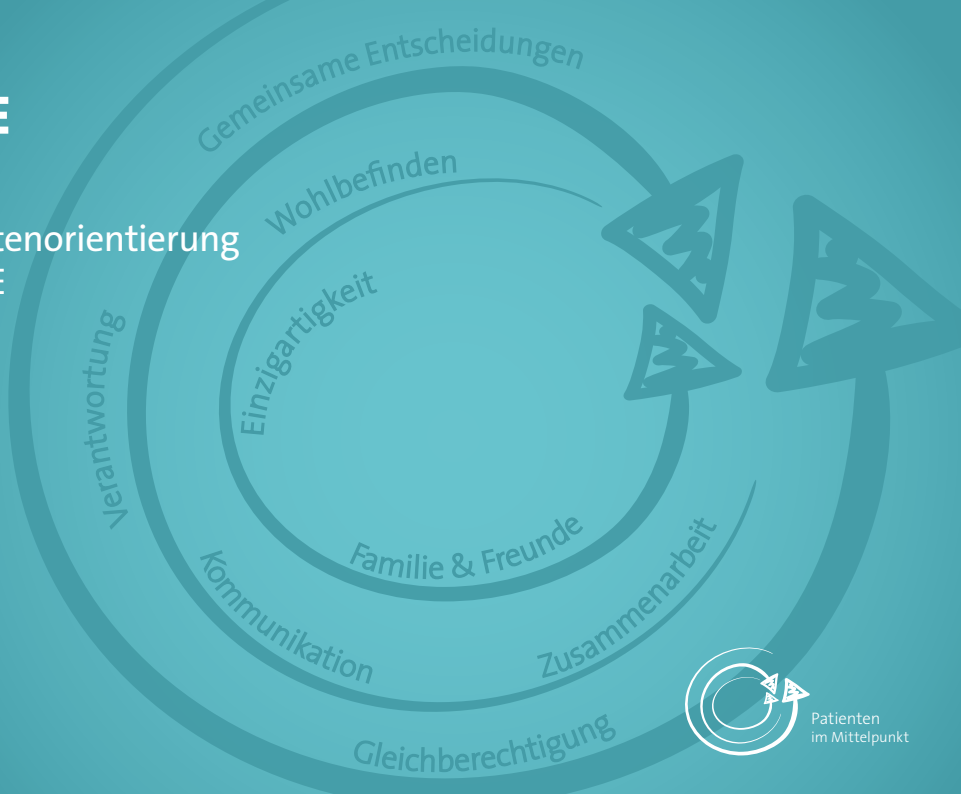 E
tenorientierung
E
Gemeinsame Entscheidungen
Wohlbefinden
Einzigartigkeit
Verantwortung
Familie & Freunde
Kommunikation
Zusammenarbeit
Gleichberechtigung
Patienten
im Mittelpunkt